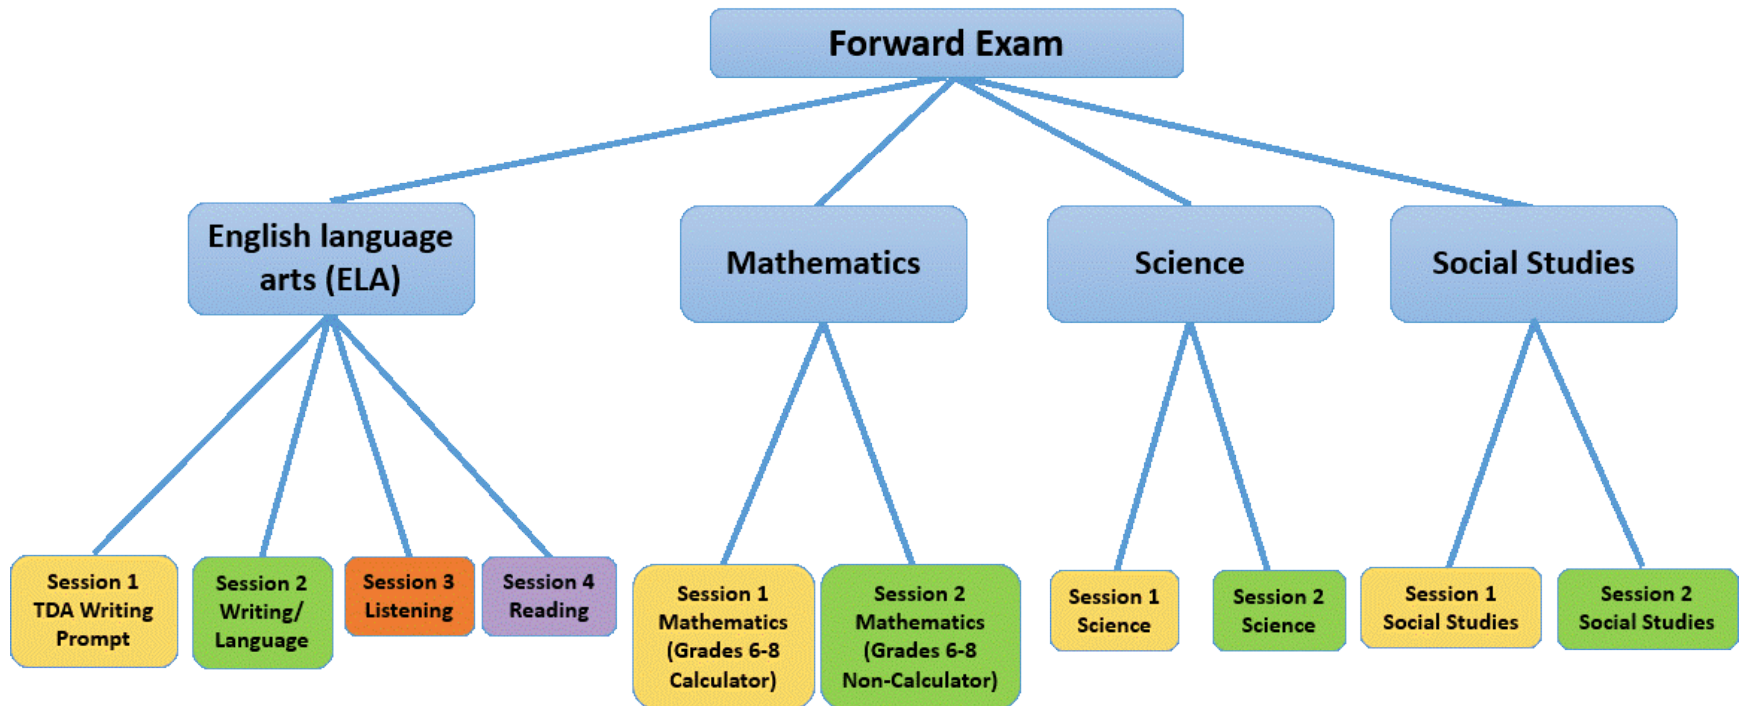 Forward Exam
English language
arts (ELA)
Mathematics
Science
Social Studies
Session 1
TDA Writing
Prompt
Session 2
Writing/
Language
Session 3
Listening
Session 4
Reading
Session 1
Mathematics
(Grades 6-8
Calculator)
Session 2
Mathematics
(Grades 6-8
Non-Calculator)
Session 1
Science
Session 2
Science
Session 1
Social Studies
Session 2
Social Studies